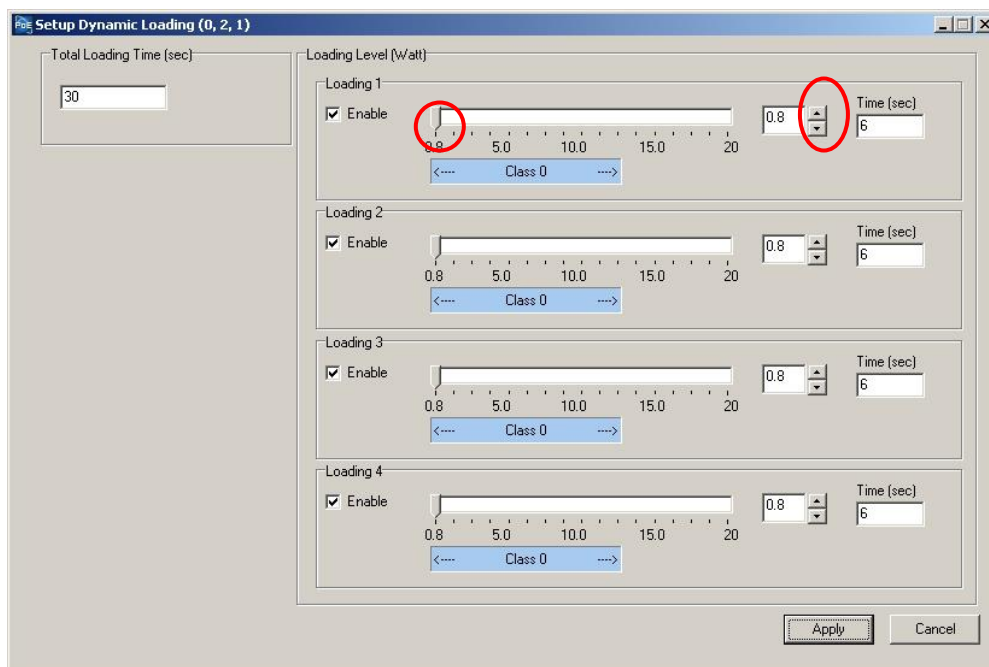 PoE Setup Dynamic Loading (0, 2, 1)
Total Loading Time (sec)
30
Loading Level (Watt)
Loading 1
Enable
0.8
Time (sec)
6
0.8 5.0 10.0 15.0 20
<---- Class 0 ---->
Loading 2
Enable
0.8
Time (sec)
6
0.8 5.0 10.0 15.0 20
<---- Class 0 ---->
Loading 3
Enable
0.8
Time (sec)
6
0.8 5.0 10.0 15.0 20
<---- Class 0 ---->
Loading 4
Enable
0.8
Time (sec)
6
0.8 5.0 10.0 15.0 20
<---- Class 0 ---->
Apply Cancel